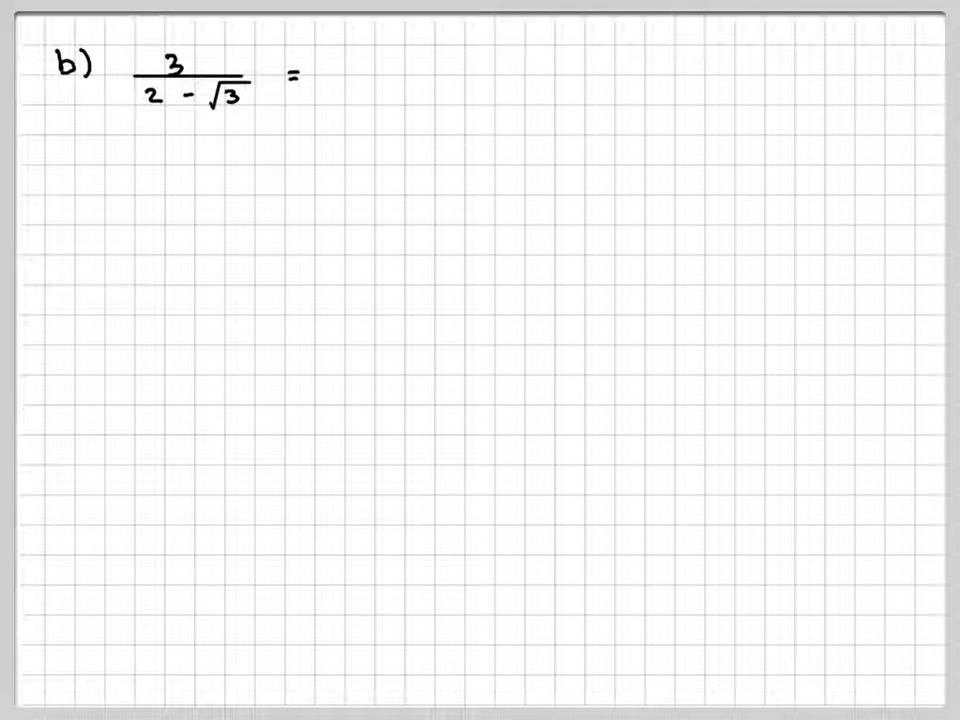 b) 3 / (2 - √3) =